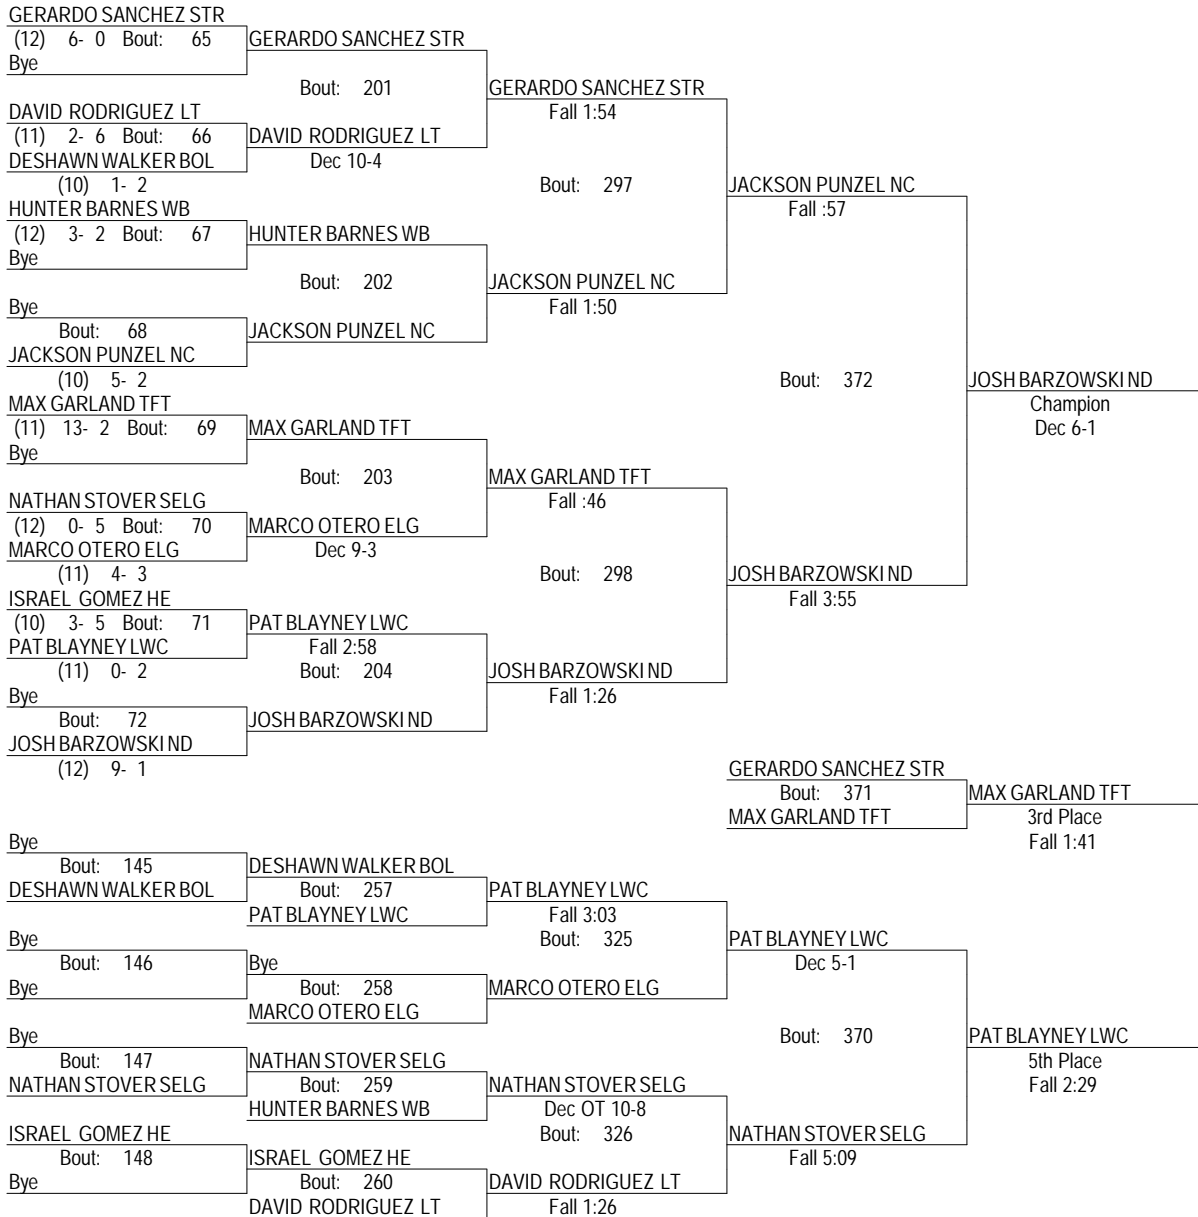 GERARDO SANCHEZ STR
(12) 6- 0 Bout: 65 GERARDO SANCHEZ STR
Bye
Bout: 201 GERARDO SANCHEZ STR
DAVID RODRIGUEZ LT Fall 1:54
(11) 2- 6 Bout: 66 DAVID RODRIGUEZ LT
DESHAWN WALKER BOL Dec 10-4
(10) 1- 2 Bout: 297 JACKSON PUNZEL NC
HUNTER BARNES WB Fall :57
(12) 3- 2 Bout: 67 HUNTER BARNES WB
Bye
Bout: 202 JACKSON PUNZEL NC
Bye Fall 1:50
Bout: 68 JACKSON PUNZEL NC
JACKSON PUNZEL NC
(10) 5- 2 Bout: 372 JOSH BARZOWSKI ND
MAX GARLAND TFT Champion
(11) 13- 2 Bout: 69 MAX GARLAND TFT Dec 6-1
Bye
Bout: 203 MAX GARLAND TFT
NATHAN STOVER SELG Fall :46
(12) 0- 5 Bout: 70 MARCO OTERO ELG
MARCO OTERO ELG Dec 9-3
(11) 4- 3 Bout: 298 JOSH BARZOWSKI ND
ISRAEL GOMEZ HE Fall 3:55
(10) 3- 5 Bout: 71 PAT BLAYNEY LWC
PAT BLAYNEY LWC Fall 2:58
(11) 0- 2 Bout: 204 JOSH BARZOWSKI ND
Bye Fall 1:26
Bout: 72 JOSH BARZOWSKI ND
JOSH BARZOWSKI ND
(12) 9- 1 GERARDO SANCHEZ STR
Bout: 371 MAX GARLAND TFT
MAX GARLAND TFT 3rd Place
Bye Fall 1:41
Bout: 145 DESHAWN WALKER BOL
DESHAWN WALKER BOL Bout: 257 PAT BLAYNEY LWC
PAT BLAYNEY LWC Fall 3:03
Bye Bout: 325 PAT BLAYNEY LWC
Bout: 146 Bye Dec 5-1
Bye Bout: 258 MARCO OTERO ELG
MARCO OTERO ELG
Bye Bout: 370 PAT BLAYNEY LWC
Bout: 147 NATHAN STOVER SELG 5th Place
NATHAN STOVER SELG Bout: 259 NATHAN STOVER SELG Fall 2:29
HUNTER BARNES WB Dec OT 10-8
ISRAEL GOMEZ HE Bout: 326 NATHAN STOVER SELG
Bout: 148 ISRAEL GOMEZ HE Fall 5:09
Bye Bout: 260 DAVID RODRIGUEZ LT
DAVID RODRIGUEZ LT Fall 1:26